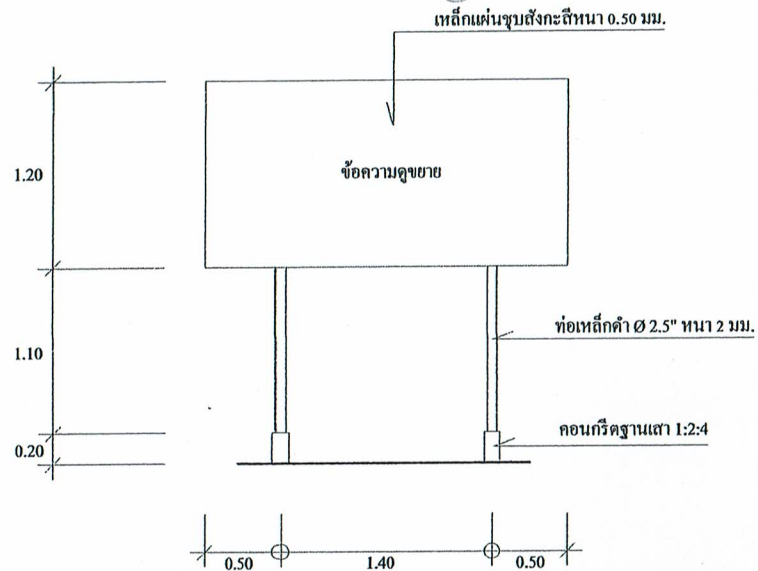 เหล็กแผ่นชุบสังกะสีหนา 0.50 มม.
1.20
ข้อความดูขยาย
ท่อเหล็กดำ Ø 2.5" หนา 2 มม.
1.10
คอนกรีตฐานเสา 1:2:4
0.20
0.50 1.40 0.50